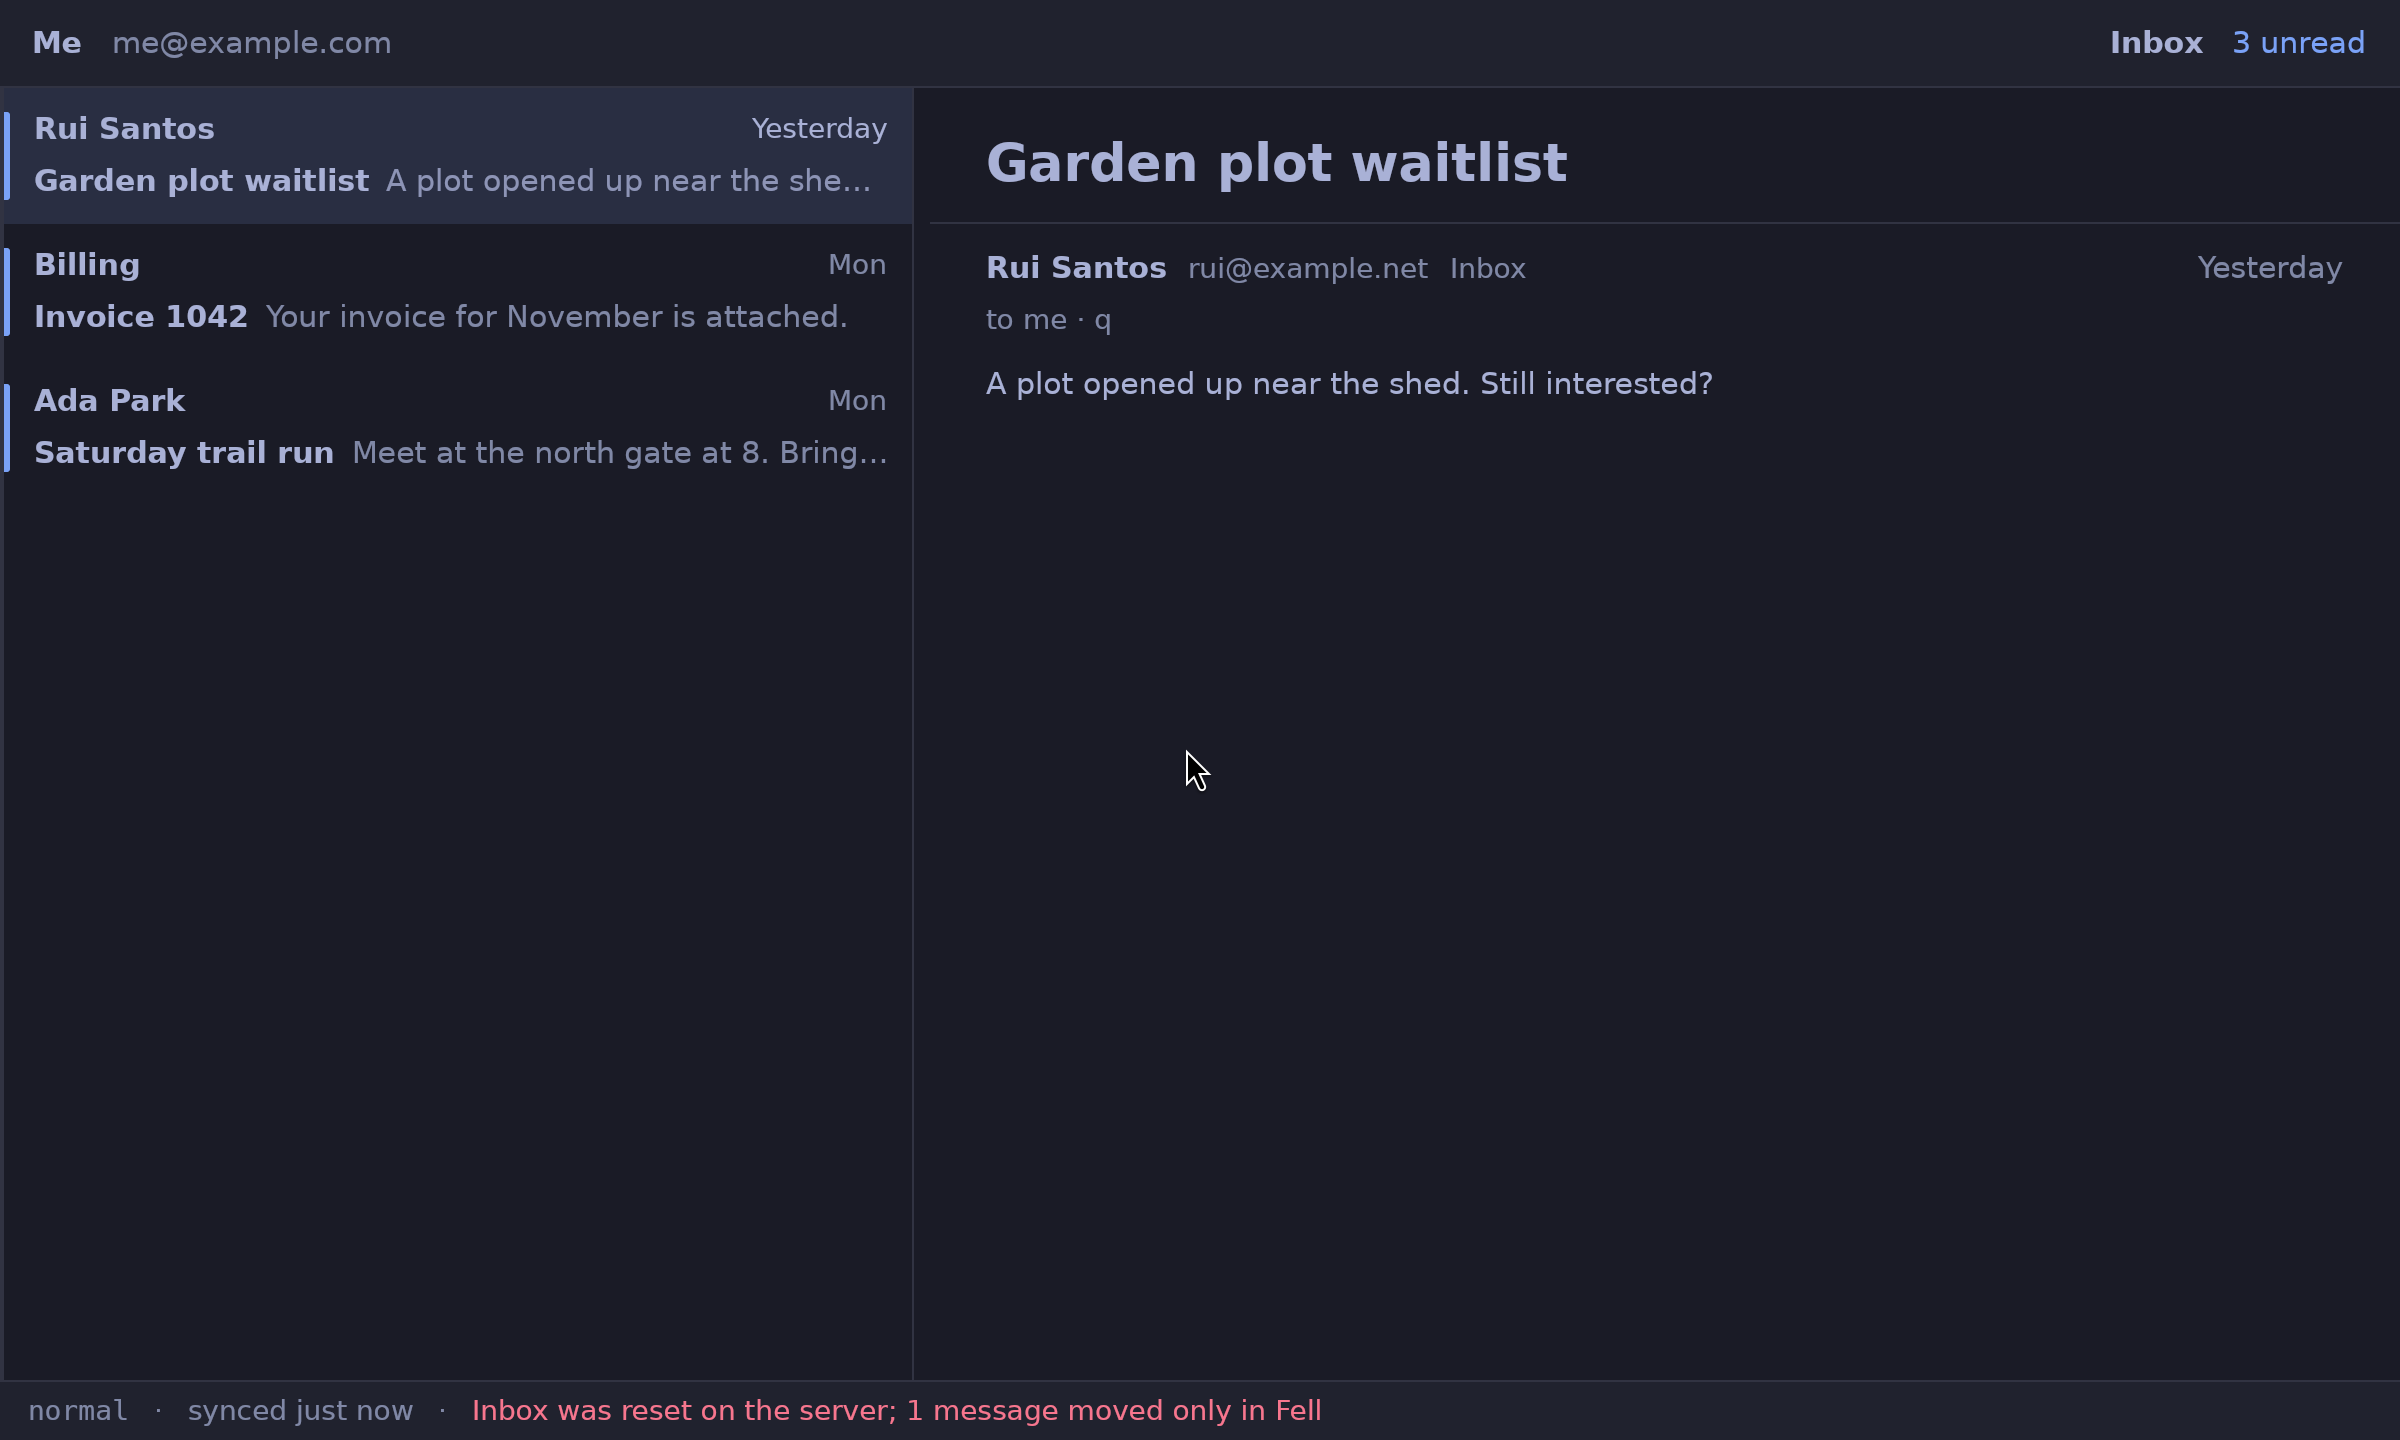 Me me@example.com
Inbox 3 unread
Rui Santos Yesterday
Garden plot waitlist A plot opened up near the she…
Billing Mon
Invoice 1042 Your invoice for November is attached.
Ada Park Mon
Saturday trail run Meet at the north gate at 8. Bring…
Garden plot waitlist
Rui Santos rui@example.net Inbox Yesterday
to me · q
A plot opened up near the shed. Still interested?
normal · synced just now · Inbox was reset on the server; 1 message moved only in Fell